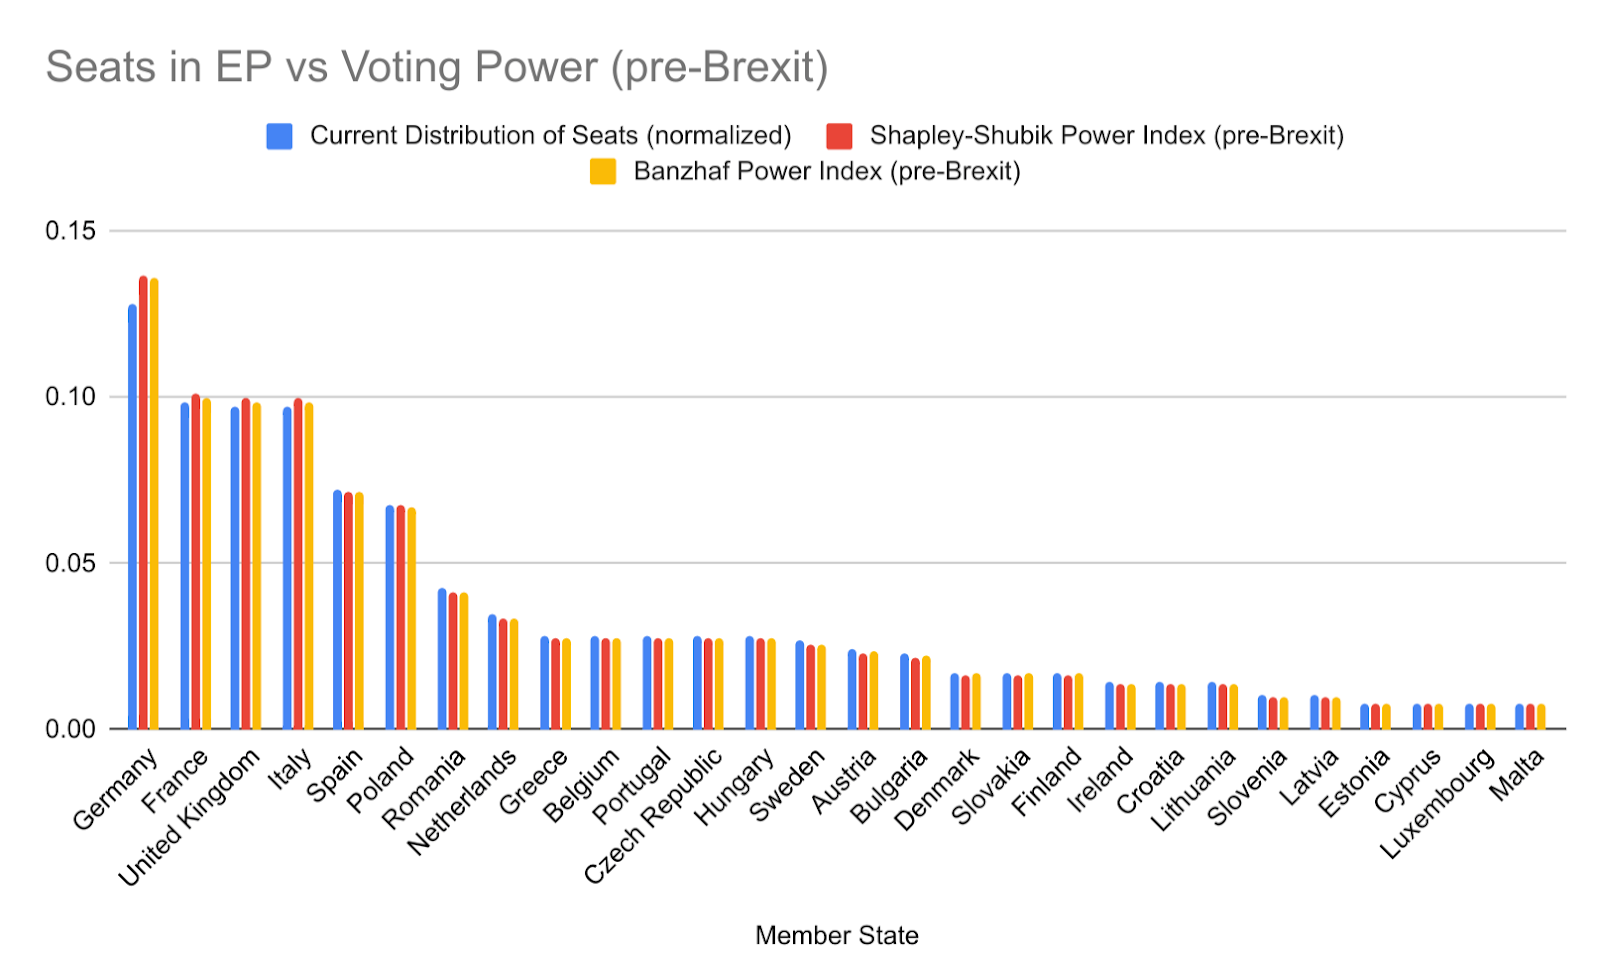 Seats in EP vs Voting Power (pre-Brexit)
Current Distribution of Seats (normalized)
Shapley-Shubik Power Index (pre-Brexit)
Banzhaf Power Index (pre-Brexit)
0.15
0.10
0.05
0.00
Germany
France
United Kingdom
Italy
Spain
Poland
Romania
Netherlands
Greece
Belgium
Portugal
Czech Republic
Hungary
Sweden
Austria
Bulgaria
Denmark
Slovakia
Finland
Ireland
Croatia
Lithuania
Slovenia
Latvia
Estonia
Cyprus
Luxembourg
Malta
Member State